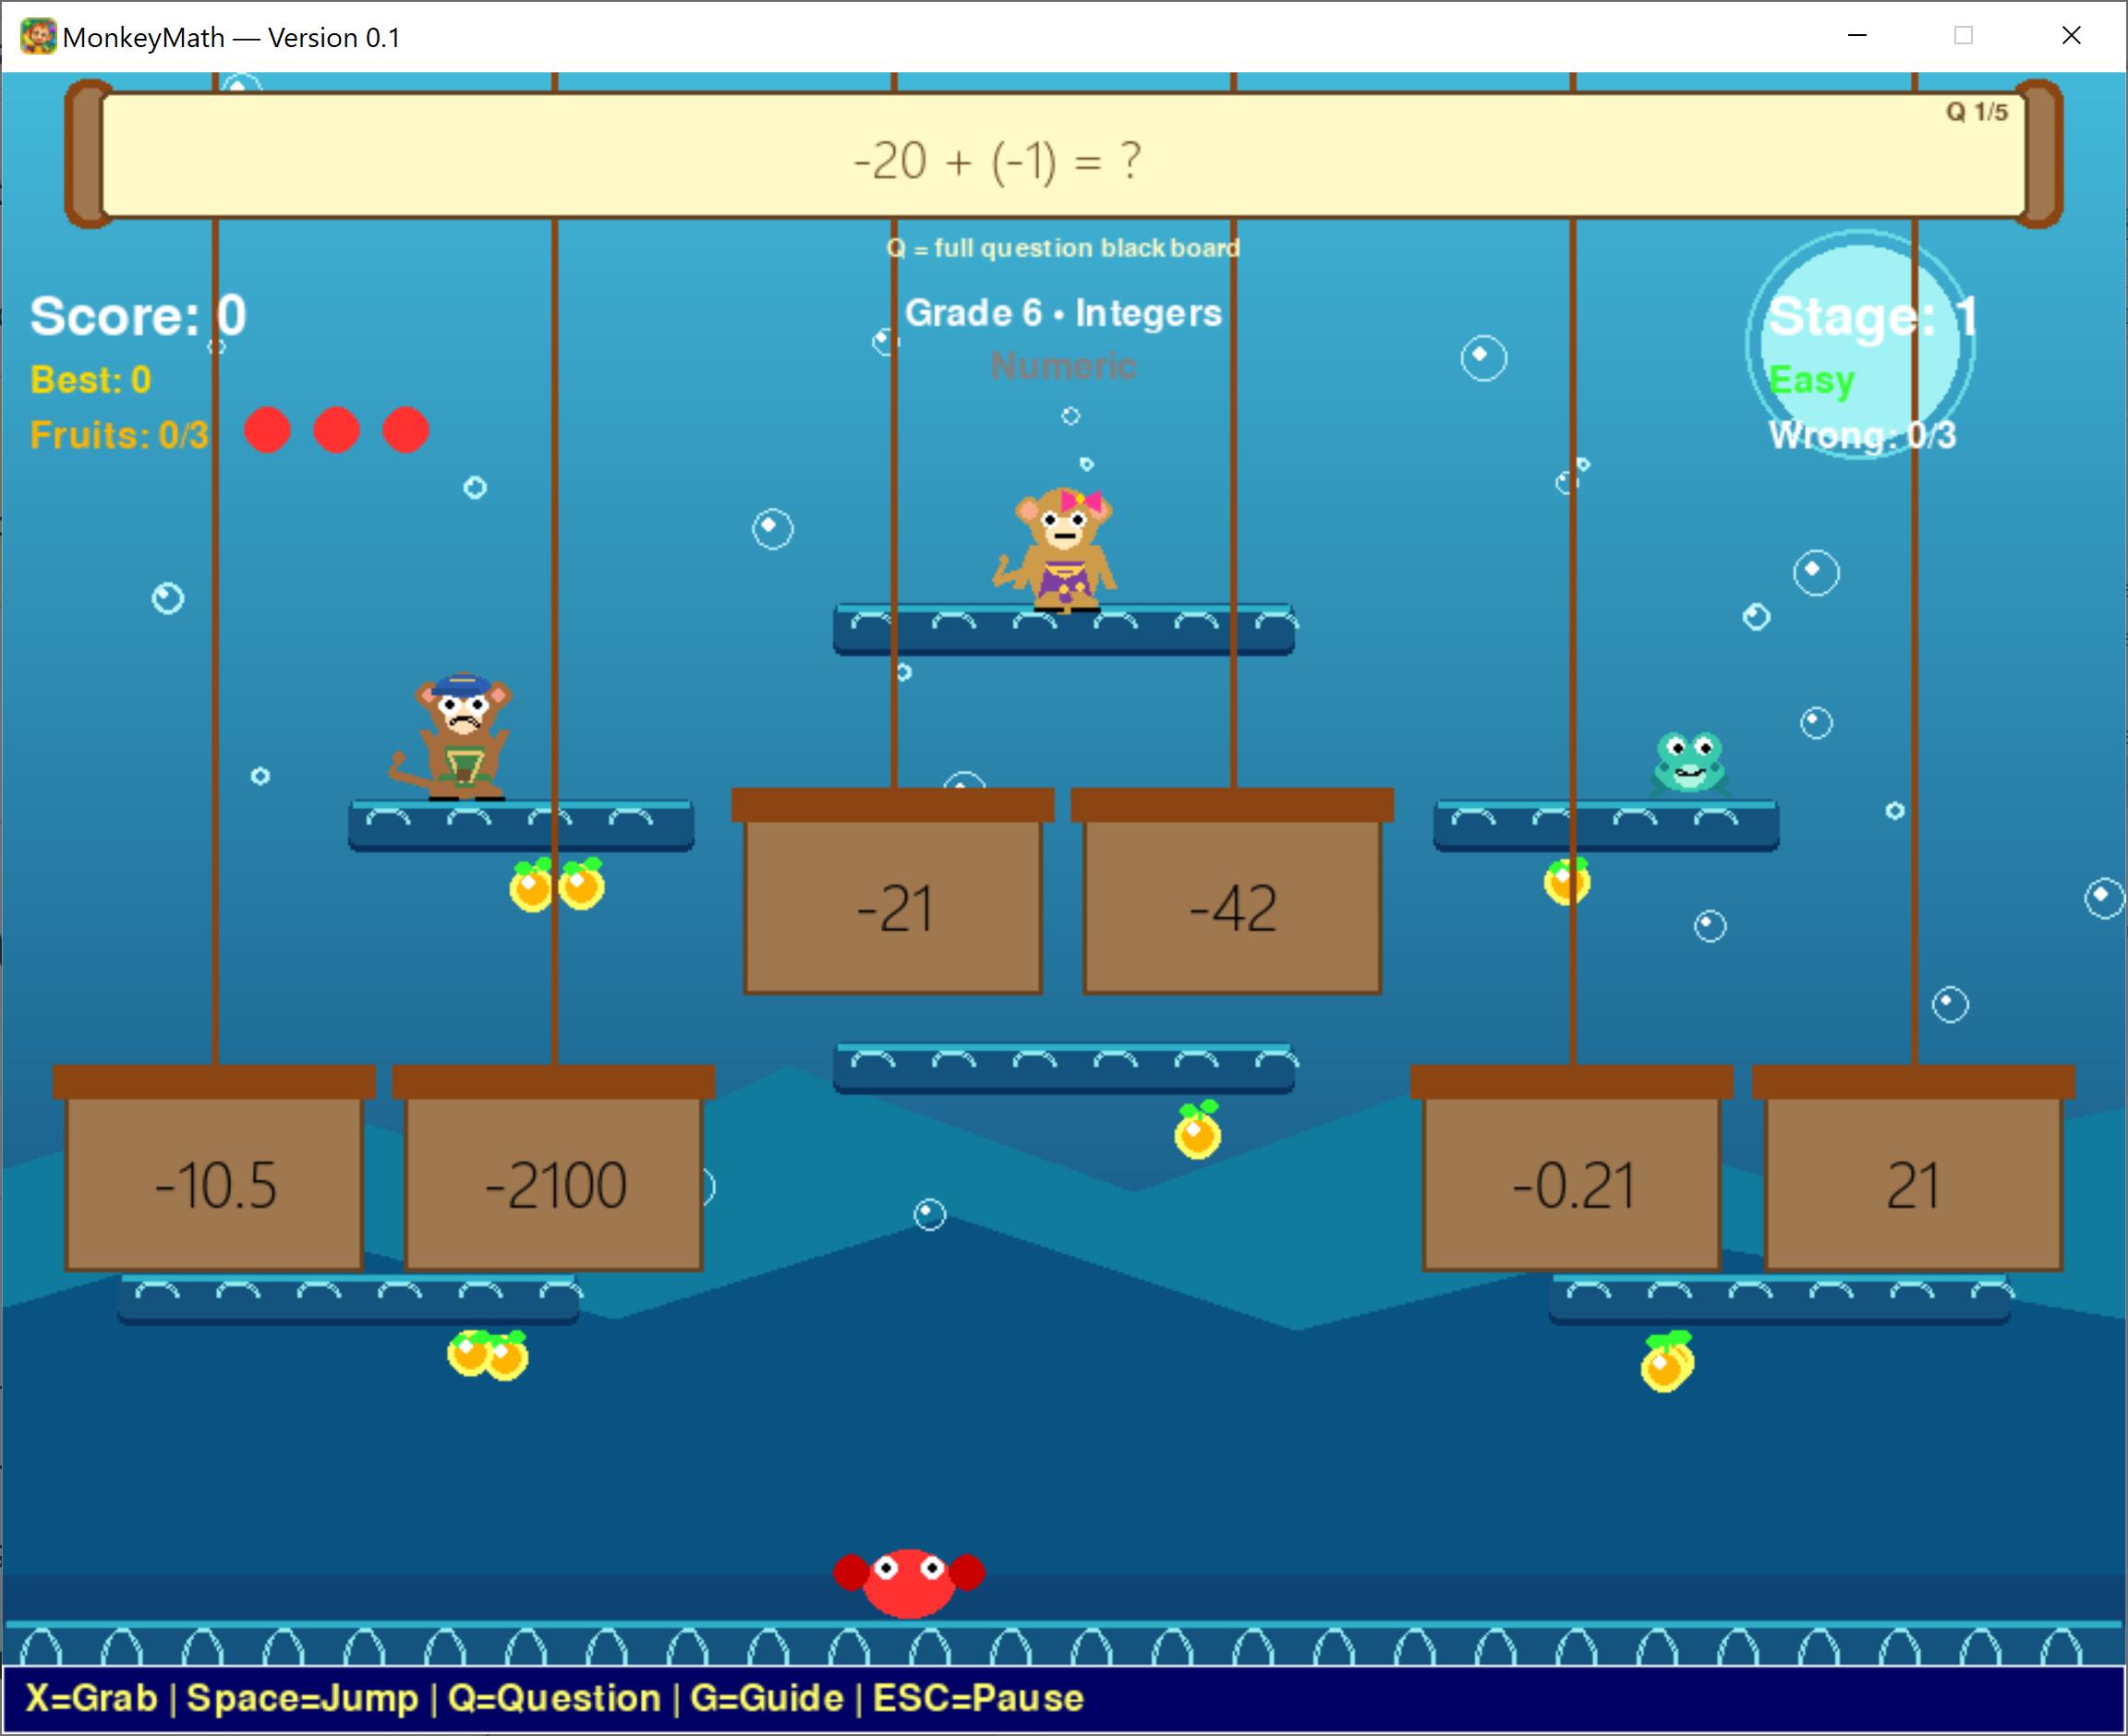 MonkeyMath — Version 0.1
Q 1/5
-20 + (-1) = ?
Q = full question blackboard
Score: 0
Grade 6 • Integers
Stage: 1
Best: 0
Numeric
Easy
Fruits: 0/3
Wrong: 0/3
-21
-42
-10.5
-2100
-0.21
21
X=Grab | Space=Jump | Q=Question | G=Guide | ESC=Pause